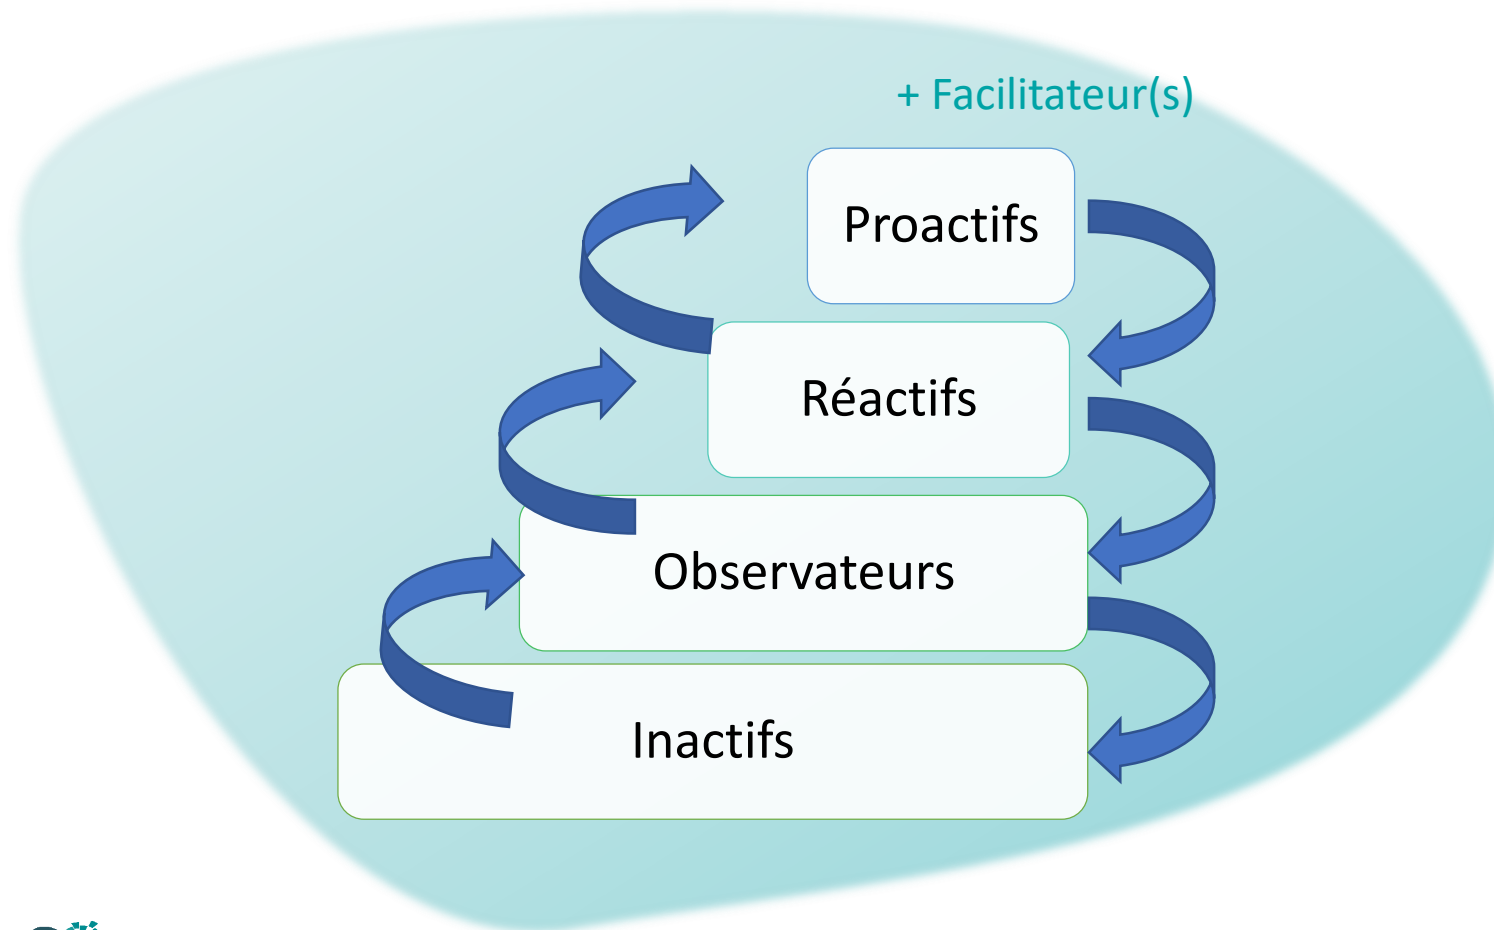 + Facilitateur(s)
Proactifs
Réactifs
Observateurs
Inactifs